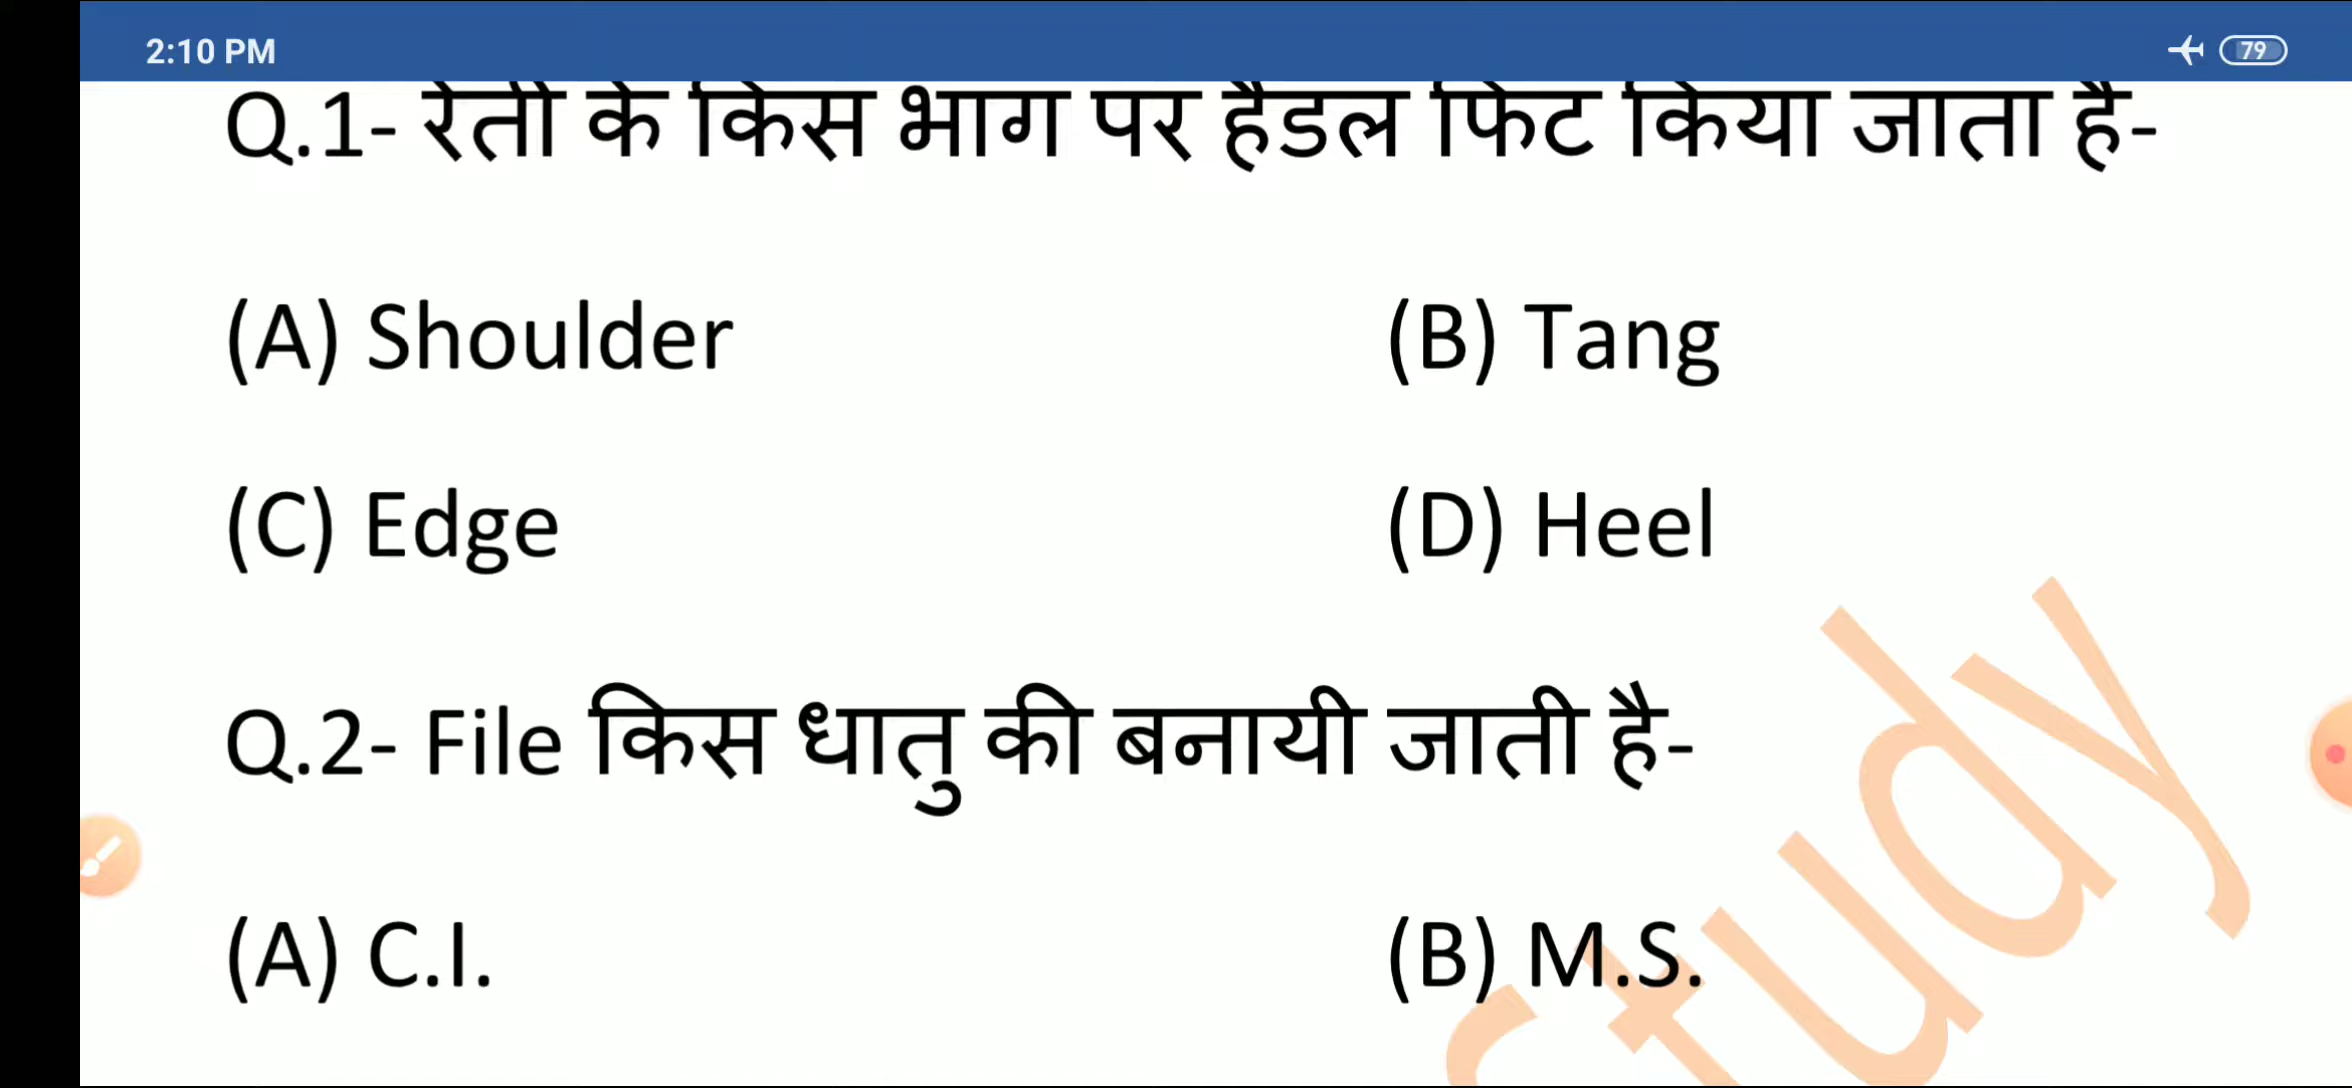 2:10 PM 79
Q.1- रेती के किस भाग पर हैंडल फिट किया जाता है-
(A) Shoulder (B) Tang
(C) Edge (D) Heel
Q.2- File किस धातु की बनायी जाती है-
(A) C.I. (B) M.S.
Study